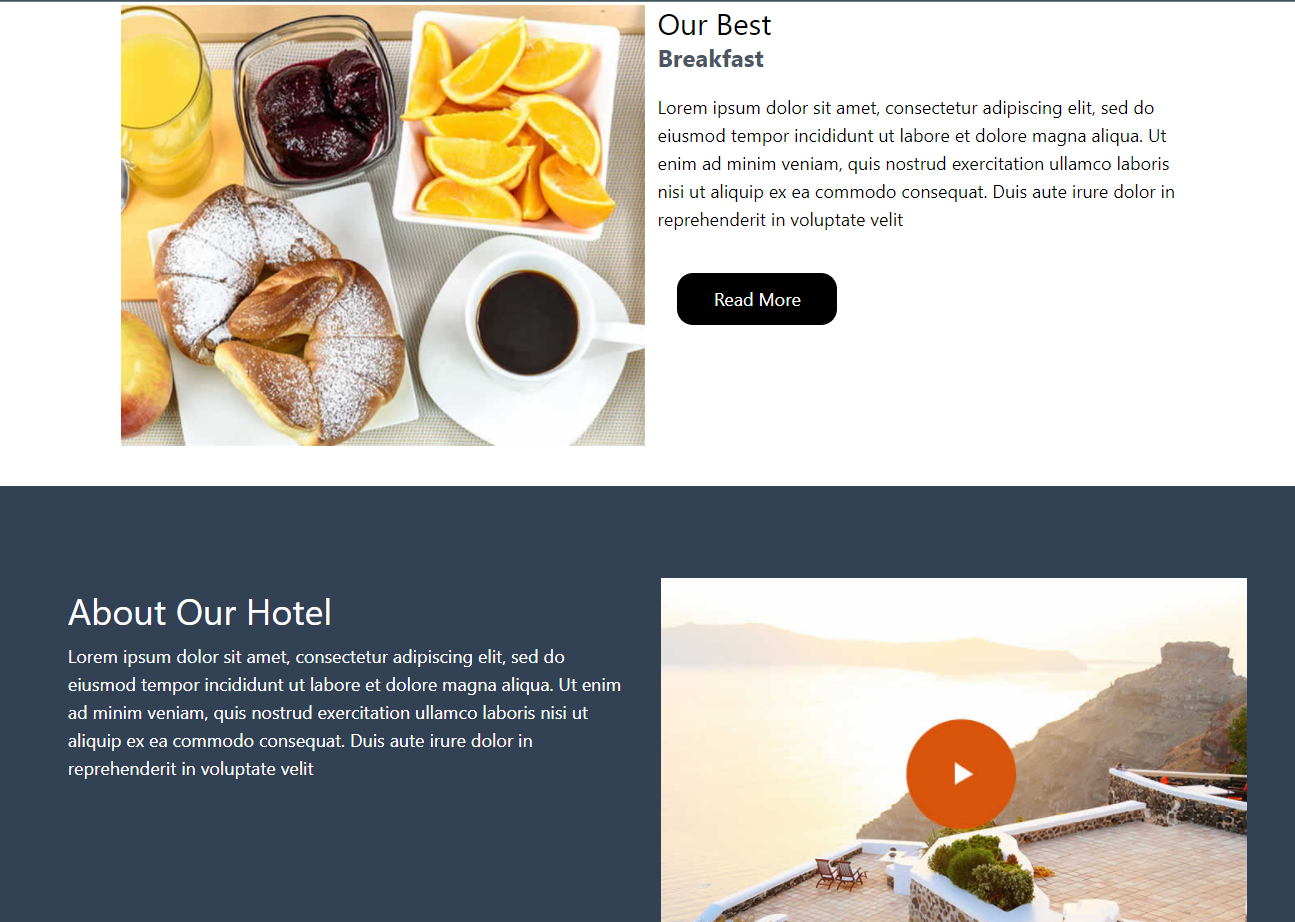 Our Best
Breakfast
Lorem ipsum dolor sit amet, consectetur adipiscing elit, sed do
eiusmod tempor incididunt ut labore et dolore magna aliqua. Ut
enim ad minim veniam, quis nostrud exercitation ullamco laboris
nisi ut aliquip ex ea commodo consequat. Duis aute irure dolor in
reprehenderit in voluptate velit
Read More
About Our Hotel
Lorem ipsum dolor sit amet, consectetur adipiscing elit, sed do
eiusmod tempor incididunt ut labore et dolore magna aliqua. Ut enim
ad minim veniam, quis nostrud exercitation ullamco laboris nisi ut
aliquip ex ea commodo consequat. Duis aute irure dolor in
reprehenderit in voluptate velit